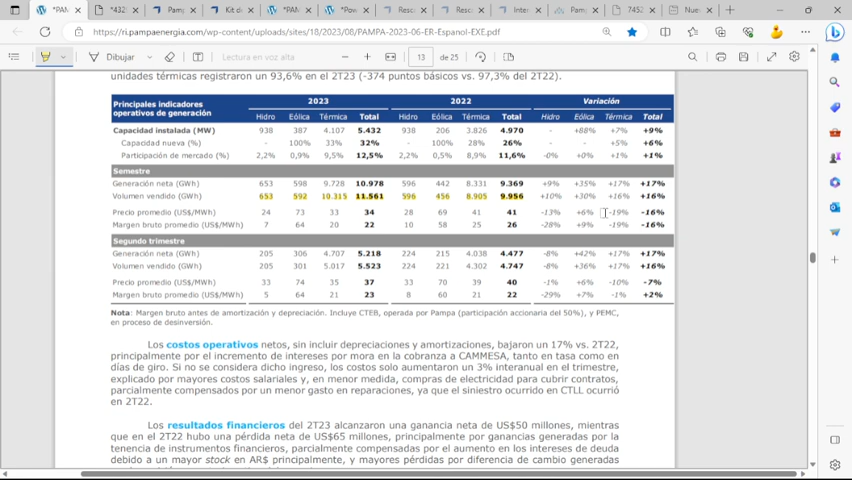 *PAM
*432
Pamp
Kit di
*PAM
*Pow
Resca
Resca
Inter
Pam
7452
Nuev
https://ri.pampaenergia.com/wp-content/uploads/sites/18/2023/08/PAMPA-2023-06-ER-Espanol-EXE.pdf
Dibujar
Lectura en voz alta
13 de 25
unidades térmicas registraron un 93,6% en el 2T23 (-374 puntos básicos vs. 97,3% del 2T22).
Principales indicadores operativos de generación 2023 2022 Variación
Hidro Eólica Térmica Total Hidro Eólica Térmica Total Hidro Eólica Térmica Total
Capacidad instalada (MW) 938 387 4.107 5.432 938 206 3.826 4.970 - +88% +7% +9%
Capacidad nueva (%) - 100% 33% 32% - 100% 28% 26% - - +5% +6%
Participación de mercado (%) 2,2% 0,9% 9,5% 12,5% 2,2% 0,5% 8,9% 11,6% -0% +0% +1% +1%
Semestre
Generación neta (GWh) 653 598 9.728 10.978 596 442 8.331 9.369 +9% +35% +17% +17%
Volumen vendido (GWh) 653 592 10.315 11.561 596 456 8.905 9.956 +10% +30% +16% +16%
Precio promedio (US$/MWh) 24 73 33 34 28 69 41 41 -13% +6% -19% -16%
Margen bruto promedio (US$/MWh) 7 64 20 22 10 58 25 26 -28% +9% -19% -16%
Segundo trimestre
Generación neta (GWh) 205 306 4.707 5.218 224 215 4.038 4.477 -8% +42% +17% +17%
Volumen vendido (GWh) 205 301 5.017 5.523 224 221 4.302 4.747 -8% +36% +17% +16%
Precio promedio (US$/MWh) 33 74 35 37 33 70 39 40 -1% +6% -10% -7%
Margen bruto promedio (US$/MWh) 5 64 21 23 8 60 21 22 -29% +7% -1% +2%
Nota: Margen bruto antes de amortización y depreciación. Incluye CTEB, operada por Pampa (participación accionaria del 50%), y PEMC,
en proceso de desinversión.
Los costos operativos netos, sin incluir depreciaciones y amortizaciones, bajaron un 17% vs. 2T22,
principalmente por el incremento de intereses por mora en la cobranza a CAMMESA, tanto en tasa como en
días de giro. Si no se considera dicho ingreso, los costos solo aumentaron un 3% interanual en el trimestre,
explicado por mayores costos salariales y, en menor medida, compras de electricidad para cubrir contratos,
parcialmente compensados por un menor gasto en reparaciones, ya que el siniestro ocurrido en CTLL ocurrió
en 2T22.
Los resultados financieros del 2T23 alcanzaron una ganancia neta de US$50 millones, mientras
que en el 2T22 hubo una pérdida neta de US$65 millones, principalmente por ganancias generadas por la
tenencia de instrumentos financieros, parcialmente compensadas por el aumento en los intereses de deuda
debido a un mayor stock en AR$ principalmente, y mayores pérdidas por diferencia de cambio generadas